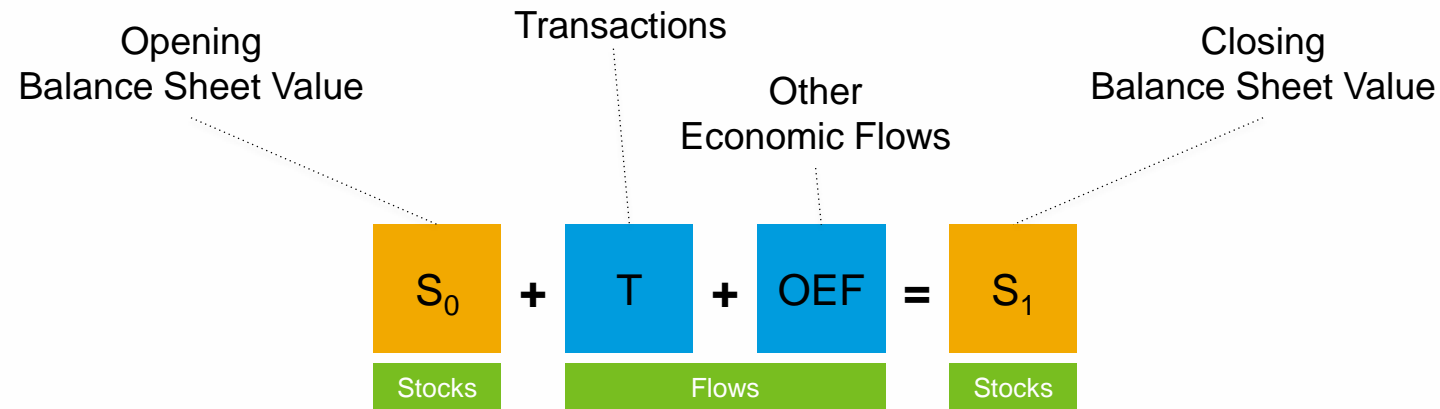 Opening
Balance Sheet Value
Transactions
Other
Economic Flows
Closing
Balance Sheet Value
S₀ + T + OEF = S₁
Stocks Flows Stocks